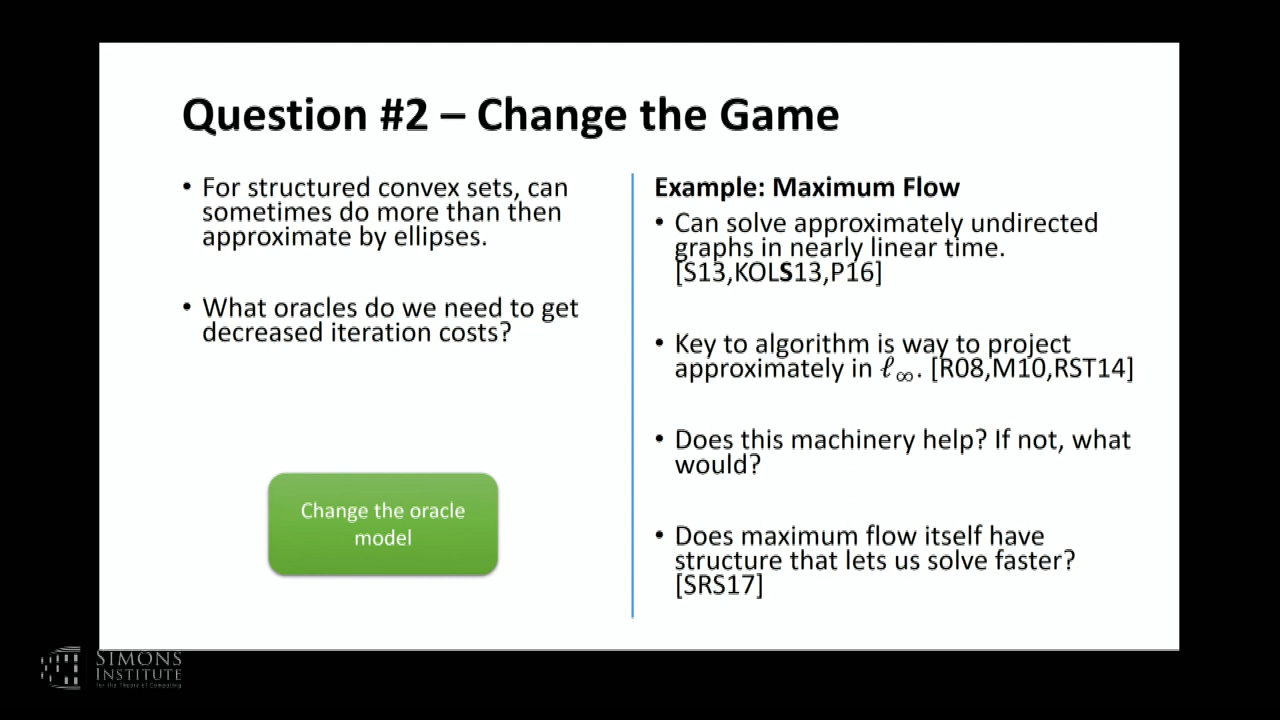 Question #2 – Change the Game
• For structured convex sets, can
sometimes do more than then
approximate by ellipses.
• What oracles do we need to get
decreased iteration costs?
Change the oracle
model
Example: Maximum Flow
• Can solve approximately undirected
graphs in nearly linear time.
[S13,KOLS13,P16]
• Key to algorithm is way to project
approximately in ℓ∞. [R08,M10,RST14]
• Does this machinery help? If not, what
would?
• Does maximum flow itself have
structure that lets us solve faster?
[SRS17]
SIMONS
INSTITUTE
for the Theory of Computing